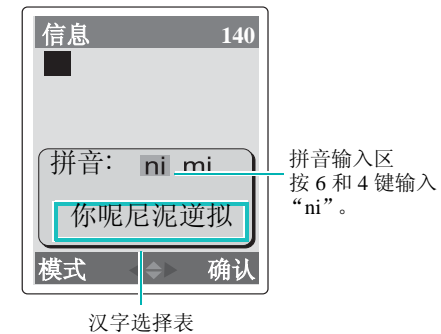 信息 140
拼音: ni mi
你呢尼泥逆拟
模式 确认
拼音输入区
按 6 和 4 键输入
“ni”。
汉字选择表